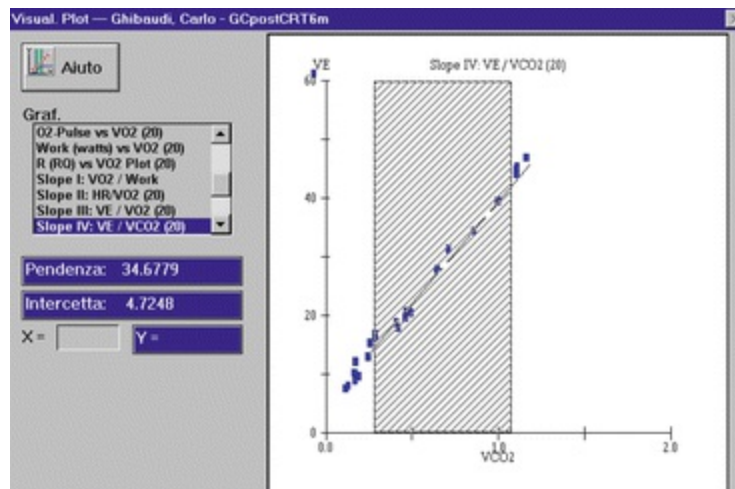 Visual. Plot — Ghibaudi, Carlo - GCpostCRT6m
Aiuto
Graf.
O2-Pulse vs VO2 (20)
Work (watts) vs VO2 (20)
R (RQ) vs VO2 Plot (20)
Slope I: VO2 / Work
Slope II: HR/VO2 (20)
Slope III: VE / VO2 (20)
Slope IV: VE / VCO2 (20)
Pendenza: 34.6779
Intercetta: 4.7248
X =
Y =
VE
Slope IV: VE / VCO2 (20)
60
40
20
0
0.0
1.0
2.0
VCO2